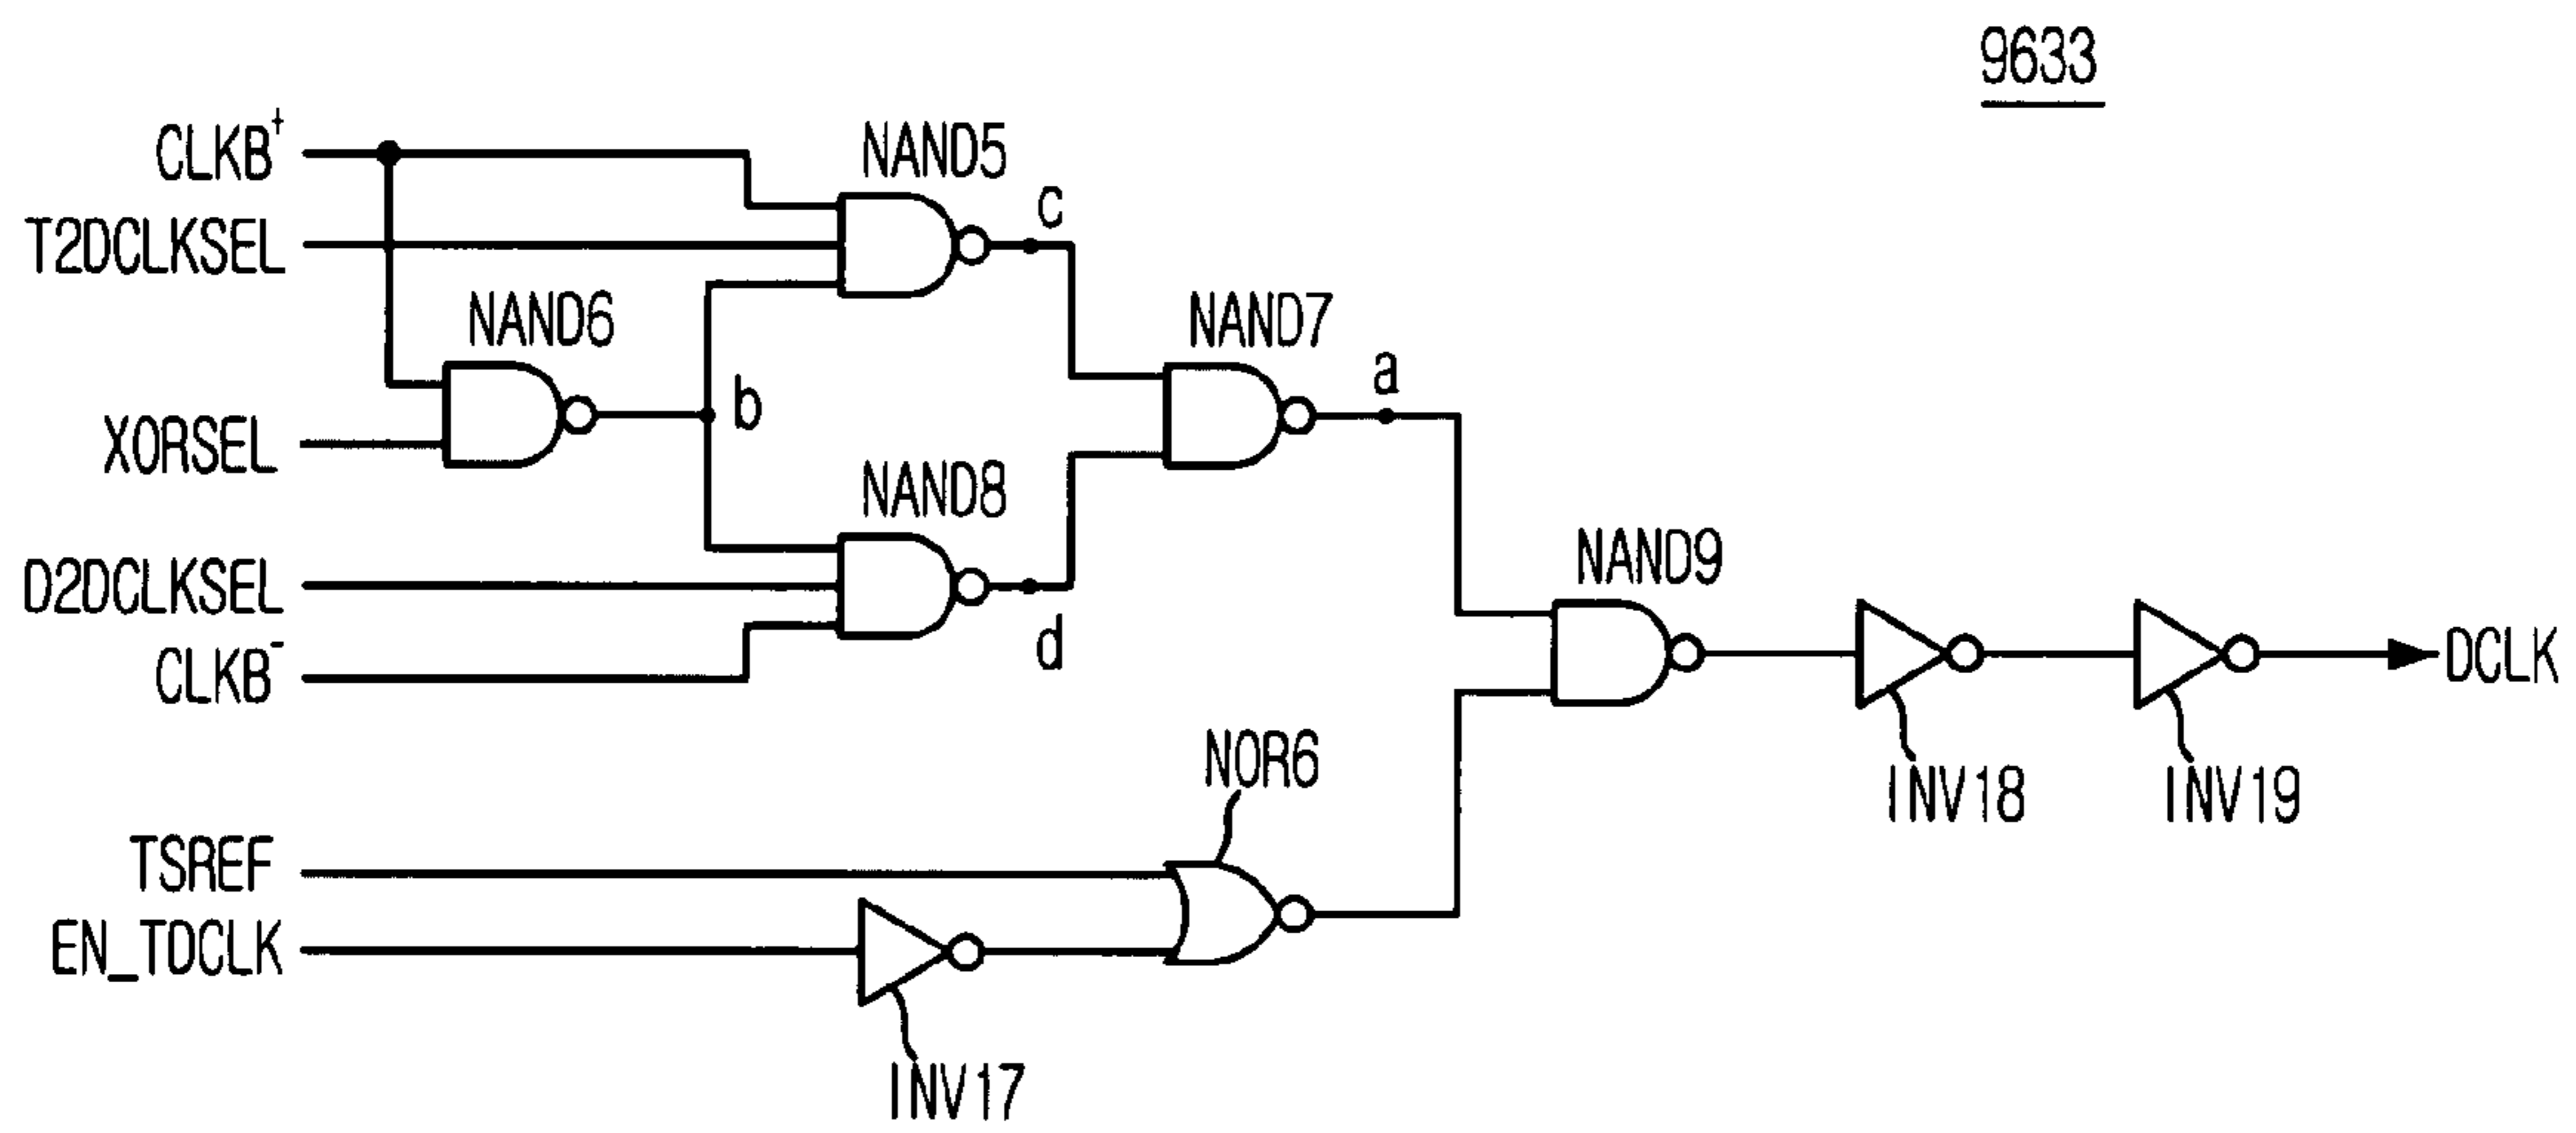 9633
CLKB+
NAND5
c
T2DCLKSEL
NAND6
NAND7
a
b
XORSEL
NAND8
D2DCLKSEL
NAND9
d
CLKB-
DCLK
NOR6
INV18
INV19
TSREF
EN_TDCLK
INV17